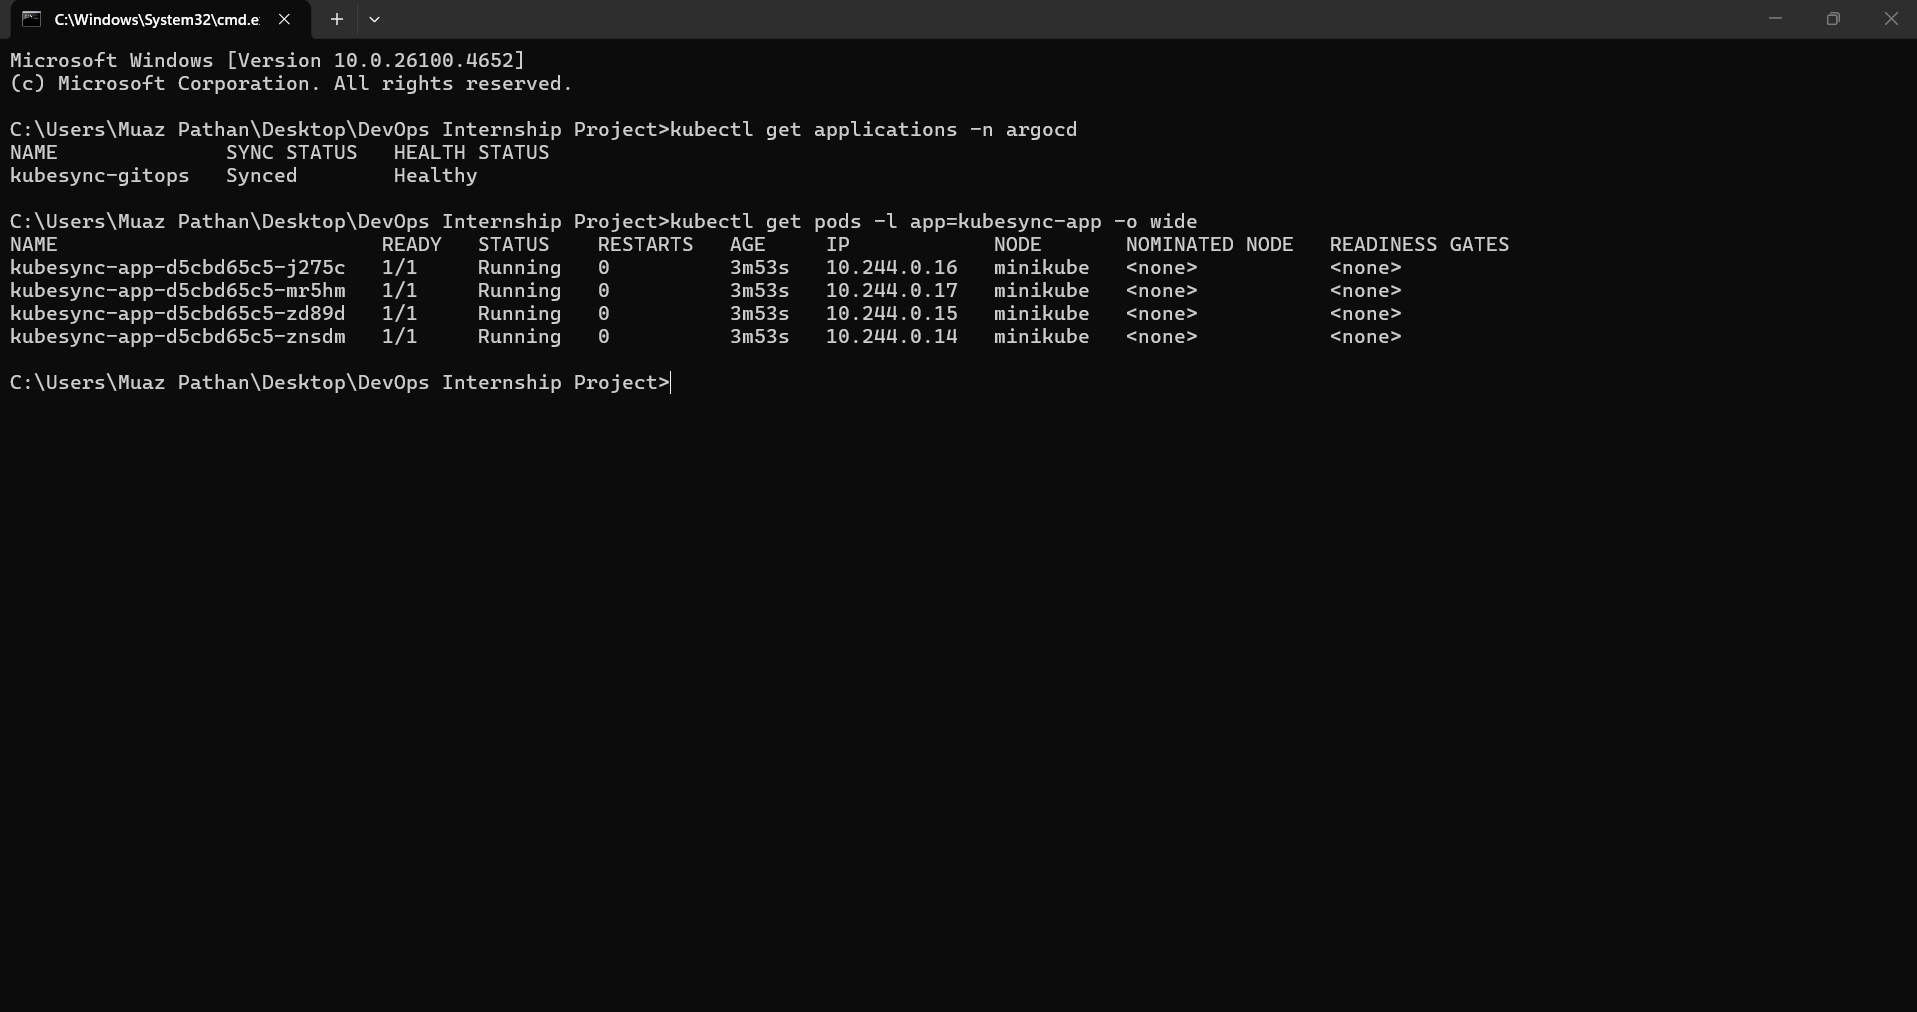 C:\Windows\System32\cmd.e
Microsoft Windows [Version 10.0.26100.4652]
(c) Microsoft Corporation. All rights reserved.
C:\Users\Muaz Pathan\Desktop\DevOps Internship Project>kubectl get applications -n argocd
NAME              SYNC STATUS   HEALTH STATUS
kubesync-gitops   Synced        Healthy
C:\Users\Muaz Pathan\Desktop\DevOps Internship Project>kubectl get pods -l app=kubesync-app -o wide
NAME                           READY   STATUS    RESTARTS   AGE     IP            NODE       NOMINATED NODE   READINESS GATES
kubesync-app-d5cbd65c5-j275c   1/1     Running   0          3m53s   10.244.0.16   minikube   <none>           <none>
kubesync-app-d5cbd65c5-mr5hm   1/1     Running   0          3m53s   10.244.0.17   minikube   <none>           <none>
kubesync-app-d5cbd65c5-zd89d   1/1     Running   0          3m53s   10.244.0.15   minikube   <none>           <none>
kubesync-app-d5cbd65c5-znsdm   1/1     Running   0          3m53s   10.244.0.14   minikube   <none>           <none>
C:\Users\Muaz Pathan\Desktop\DevOps Internship Project>